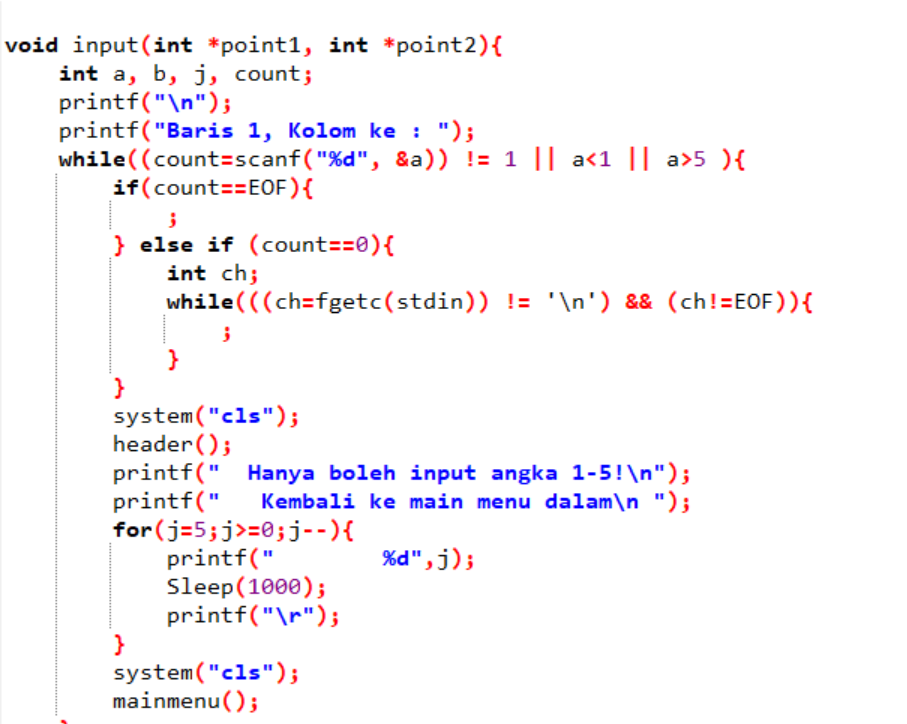 void input(int *point1, int *point2){
    int a, b, j, count;
    printf("\n");
    printf("Baris 1, Kolom ke : ");
    while((count=scanf("%d", &a)) != 1 || a<1 || a>5 ){
        if(count==EOF){
            ;
        } else if (count==0){
            int ch;
            while(((ch=fgetc(stdin)) != '\n') && (ch!=EOF)){
                ;
            }
        }
        system("cls");
        header();
        printf("  Hanya boleh input angka 1-5!\n");
        printf("   Kembali ke main menu dalam\n ");
        for(j=5;j>=0;j--){
            printf("        %d",j);
            Sleep(1000);
            printf("\r");
        }
        system("cls");
        mainmenu();